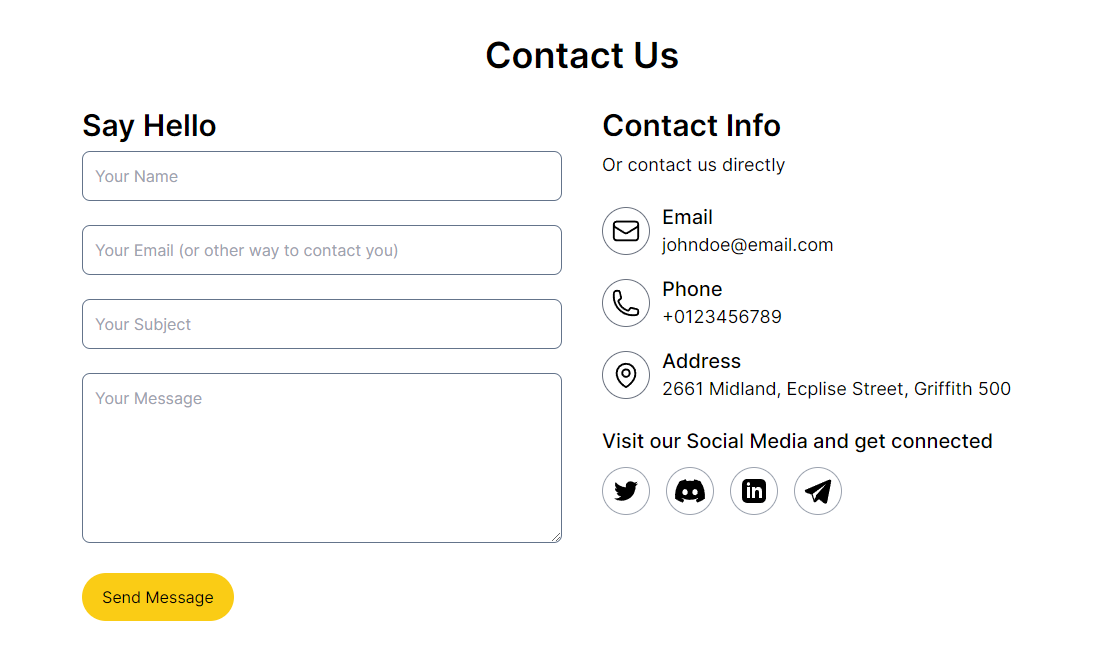 Contact Us
Say Hello
Your Name
Your Email (or other way to contact you)
Your Subject
Your Message
Send Message
Contact Info
Or contact us directly
Email
johndoe@email.com
Phone
+0123456789
Address
2661 Midland, Ecplise Street, Griffith 500
Visit our Social Media and get connected
in